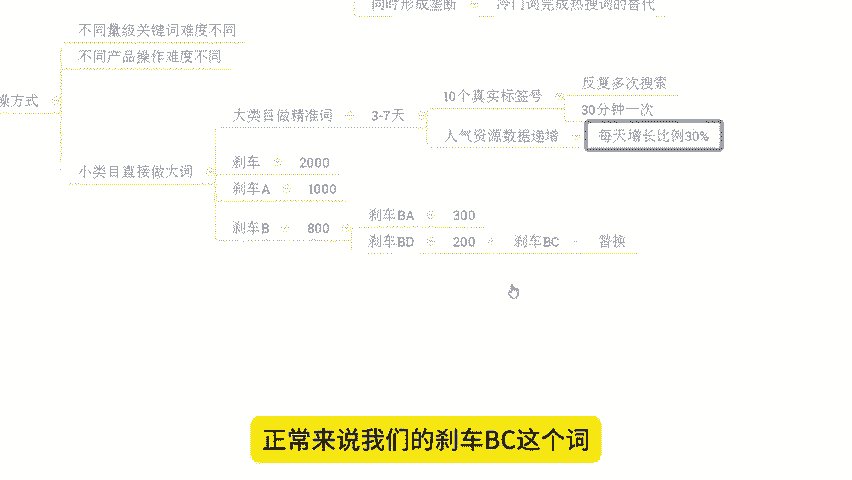 同时形成垄断 冷门词完成热搜词的替代
不同量级关键词难度不同
不同产品操作难度不同
操方式
反复多次搜索
10个真实标签号
30分钟一次
大类目做精准词 3-7天
人气资源数据递增 每天增长比例30%
小类目直接做大词
刹车 2000
刹车A 1000
刹车B 800
刹车BA 300
刹车BD 200 刹车BC 替换
正常来说我们的刹车BC这个词